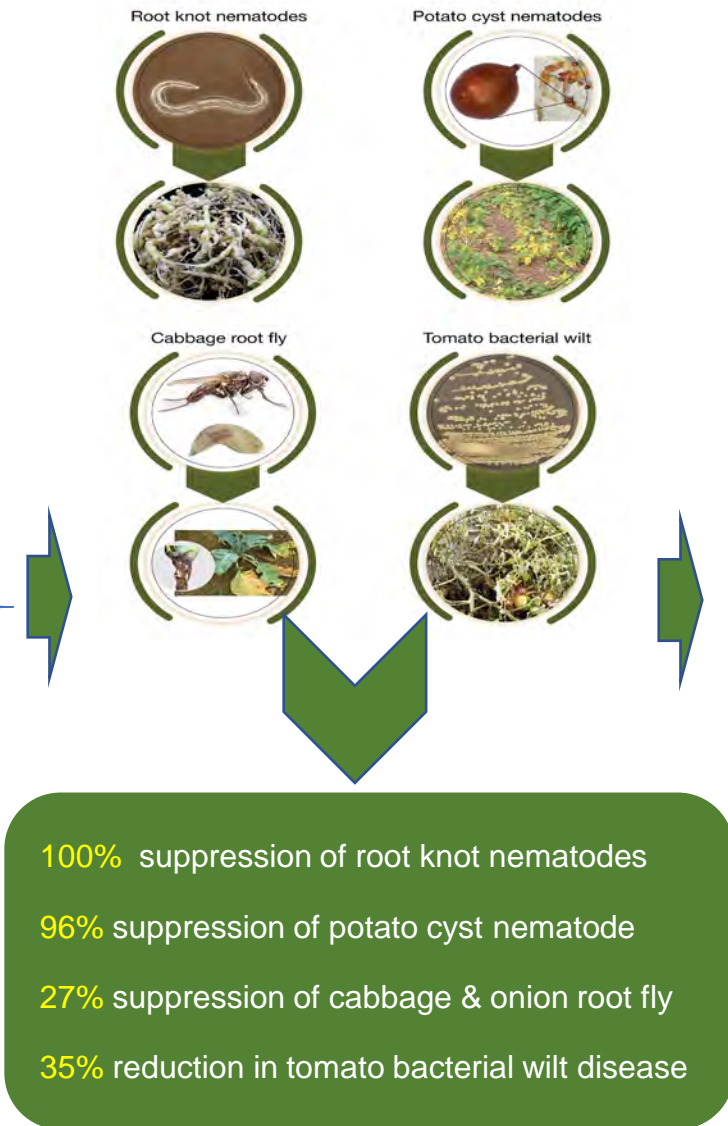 Root knot nematodes
Potato cyst nematodes
Cabbage root fly
Tomato bacterial wilt
100% suppression of root knot nematodes
96% suppression of potato cyst nematode
27% suppression of cabbage & onion root fly
35% reduction in tomato bacterial wilt disease